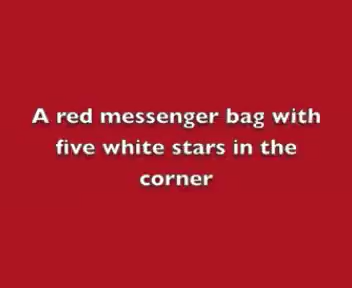 A red messenger bag with
five white stars in the
corner